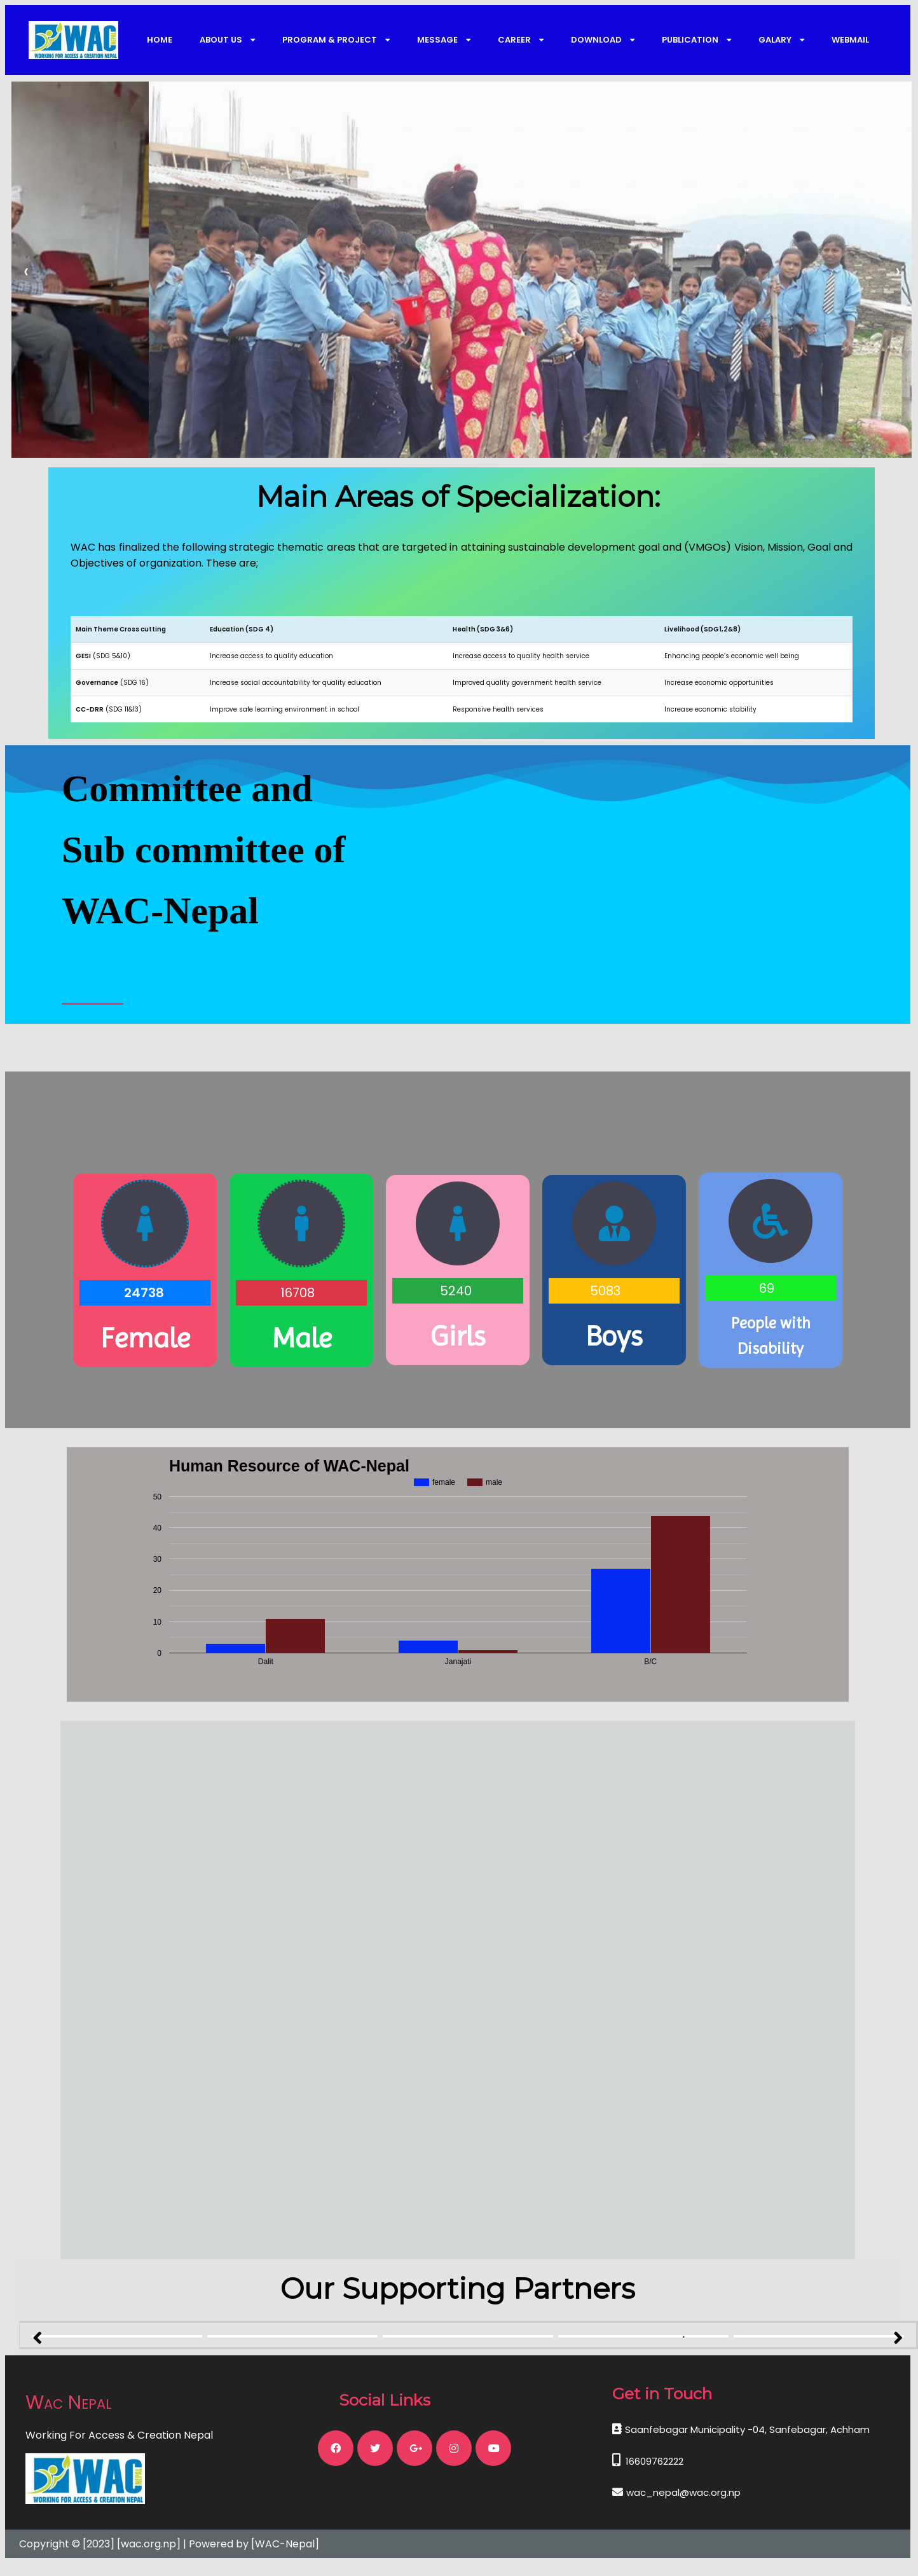 WAC NEPAL
WORKING FOR ACCESS & CREATION NEPAL
HOME ABOUT US PROGRAM & PROJECT MESSAGE CAREER DOWNLOAD PUBLICATION GALARY WEBMAIL
Main Areas of Specialization:
WAC has finalized the following strategic thematic areas that are targeted in attaining sustainable development goal and (VMGOs) Vision, Mission, Goal and
Objectives of organization. These are;
Main Theme Cross cutting Education (SDG 4) Health (SDG 3&6) Livelihood (SDG1,2&8)
GESI (SDG 5&10) Increase access to quality education Increase access to quality health service Enhancing people's economic well being
Governance (SDG 16) Increase social accountability for quality education Improved quality government health service Increase economic opportunities
CC-DRR (SDG 11&13) Improve safe learning environment in school Responsive health services Increase economic stability
Committee and
Sub committee of
WAC-Nepal
24738 16708 5240 5083 69
Female Male Girls Boys People with
Disability
Human Resource of WAC-Nepal
female male
50
40
30
20
10
0
Dalit Janajati B/C
Our Supporting Partners
Wac Nepal Social Links Get in Touch
Working For Access & Creation Nepal
Saanfebagar Municipality -04, Sanfebagar, Achham
16609762222
wac_nepal@wac.org.np
WAC NEPAL
WORKING FOR ACCESS & CREATION NEPAL
Copyright © [2023] [wac.org.np] | Powered by [WAC-Nepal]